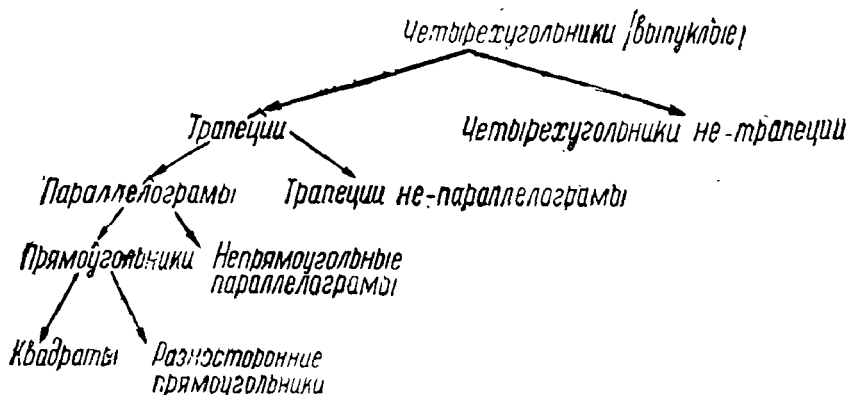 Четырехугольники (выпуклые)
Трапеции Четырехугольники не-трапеции
Параллелограмы Трапеции не-параллелограмы
Прямоугольники Непрямоугольные
параллелограмы
Квадраты Разносторонние
прямоугольники